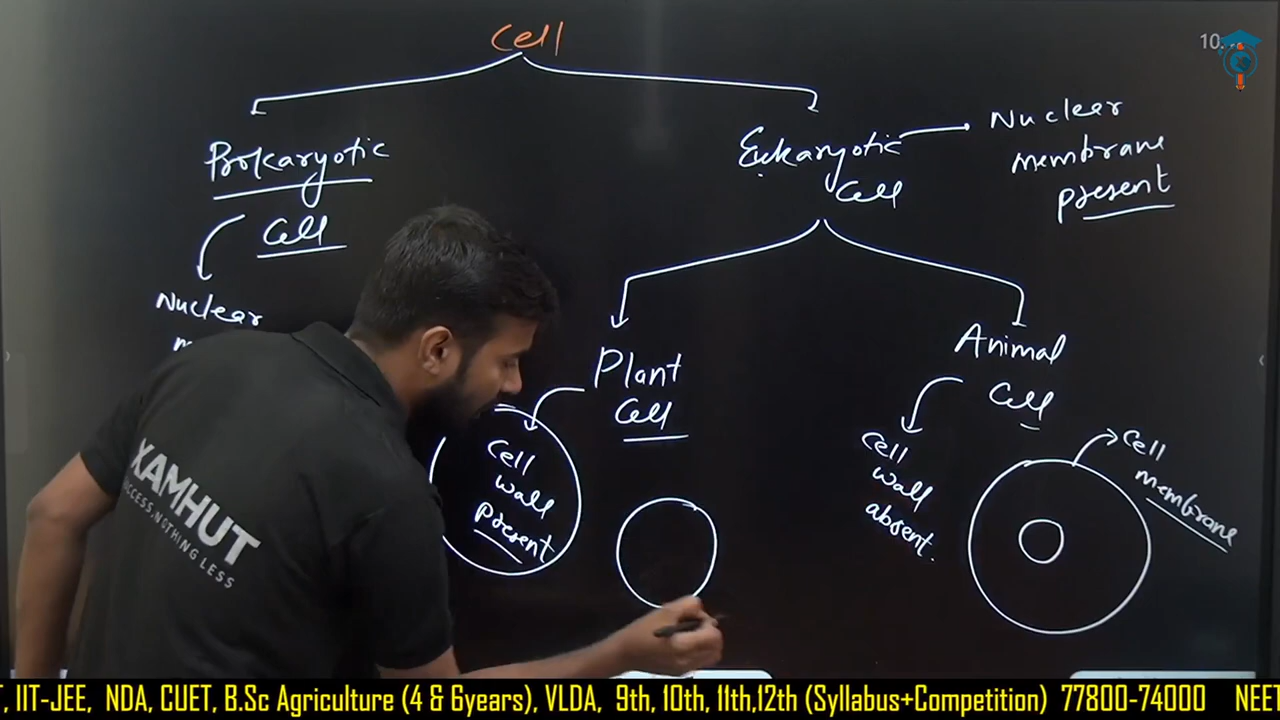 Cell
10
Prokaryotic
Cell
Nuclear
Eukaryotic
Cell
Nuclear
membrane
present
Plant
Cell
Cell
wall
present
Animal
Cell
Cell
wall
absent.
Cell
membrane
XAMHUT
SUCCESS, NOTHING LESS
, IIT-JEE, NDA, CUET, B.Sc Agriculture (4 & 6years), VLDA, 9th, 10th, 11th,12th (Syllabus+Competition) 77800-74000 NEET